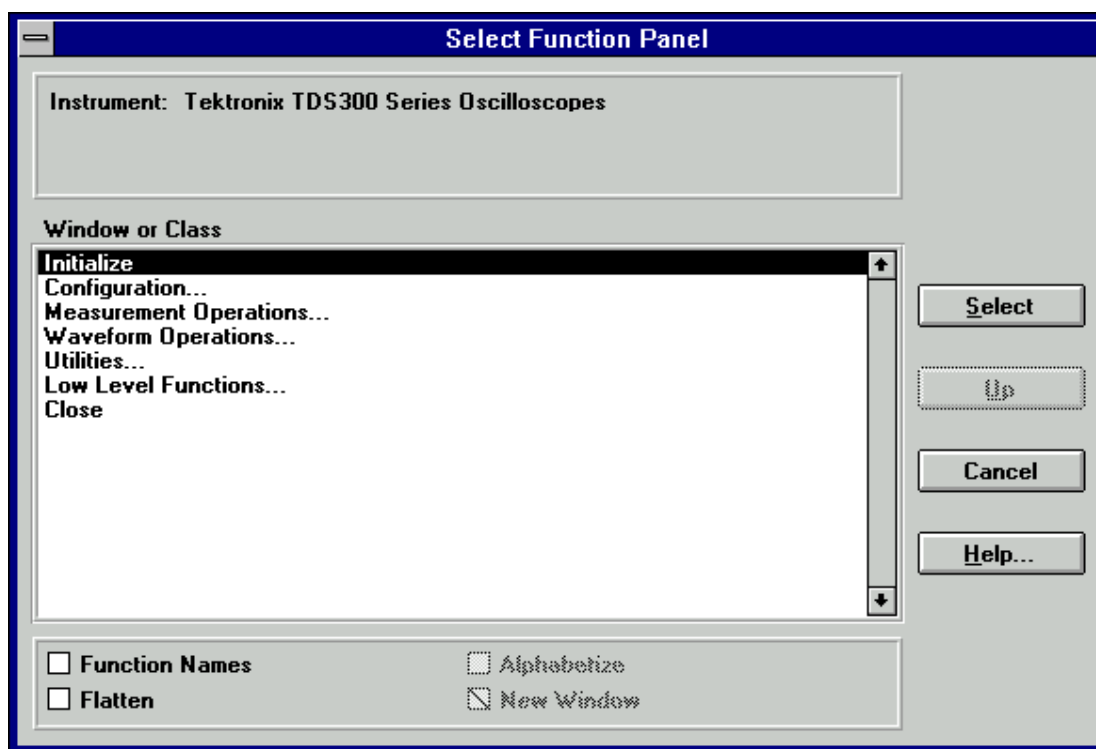 Select Function Panel
Instrument: Tektronix TDS300 Series Oscilloscopes
Window or Class
Initialize
Configuration...
Measurement Operations...
Waveform Operations...
Utilities...
Low Level Functions...
Close
Select
Up
Cancel
Help...
Function Names
Alphabetize
Flatten
New Window